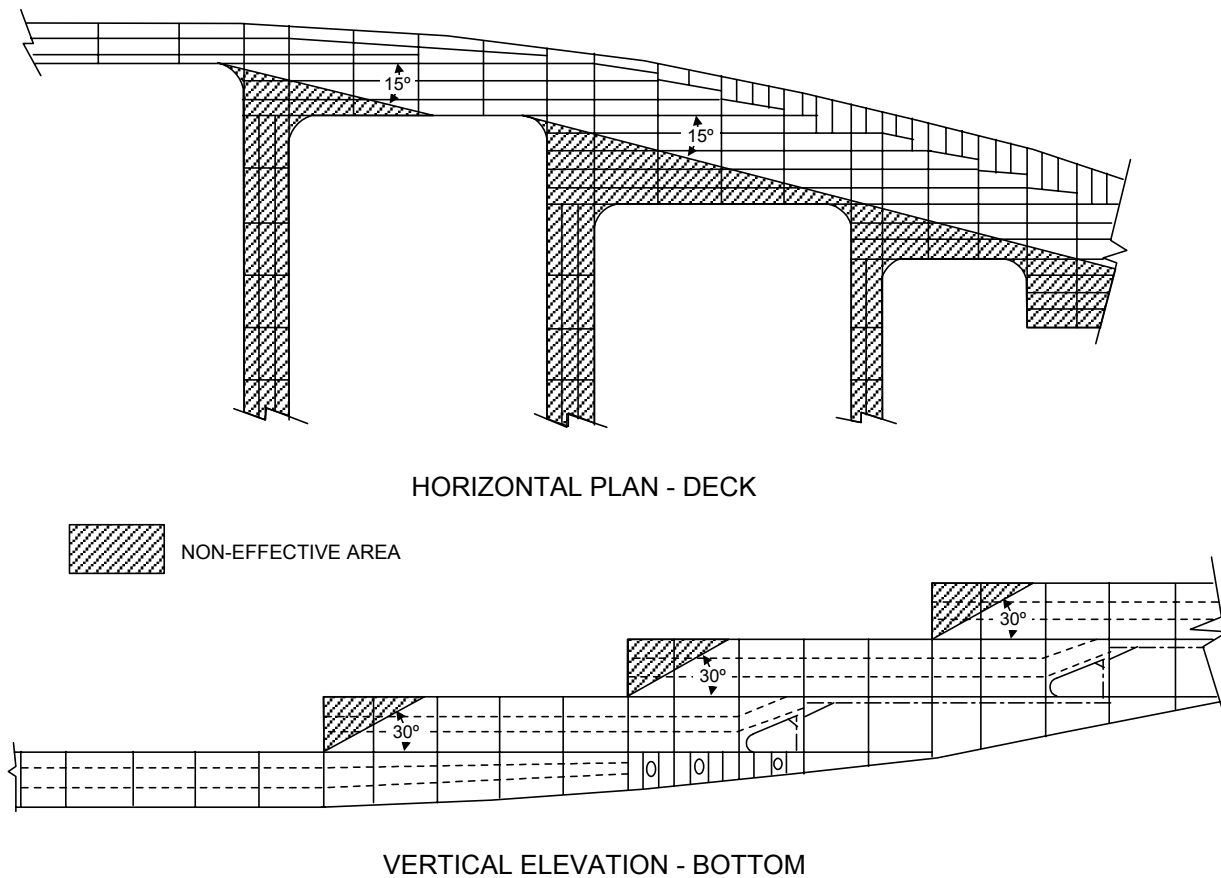 15º
15º
HORIZONTAL PLAN - DECK
NON-EFFECTIVE AREA
30º
30º
30º
VERTICAL ELEVATION - BOTTOM